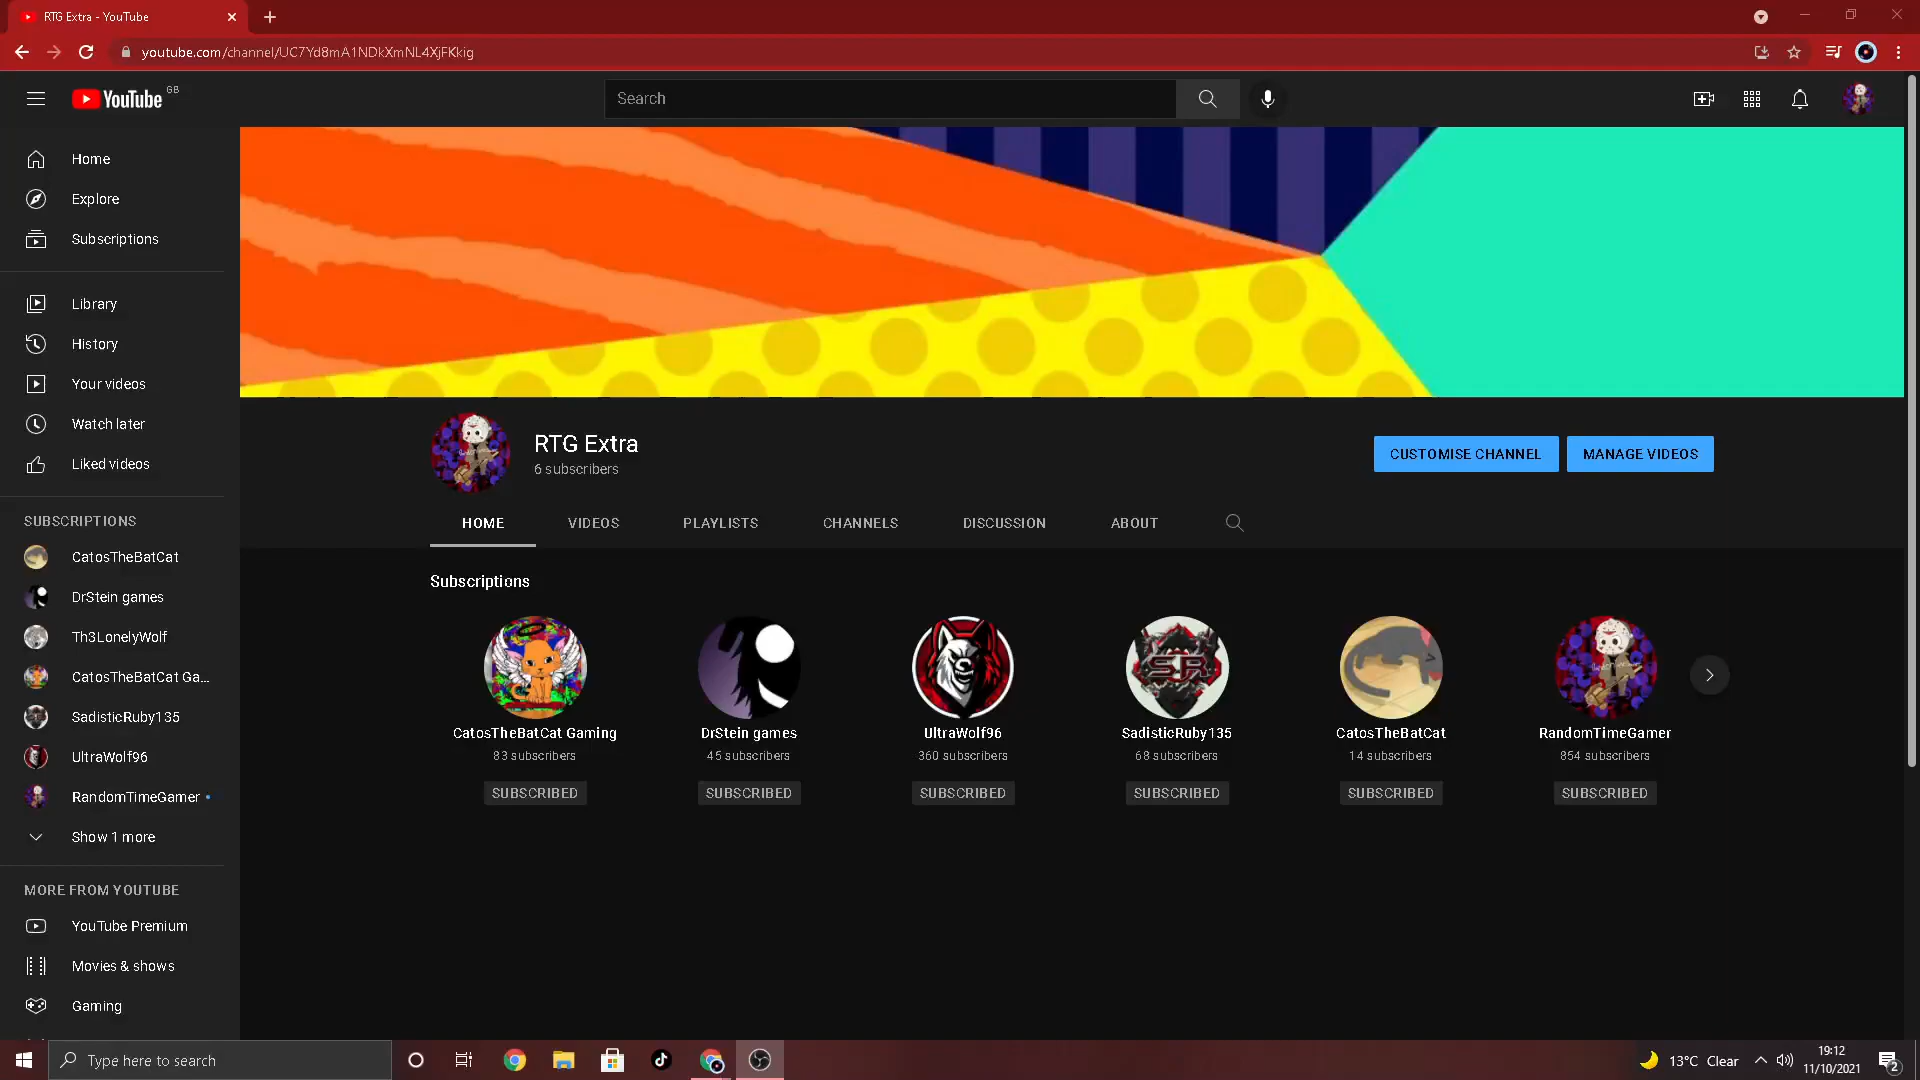 RTG Extra - YouTube
youtube.com/channel/UC7Yd8mA1NDkXmNL4XjFKkig
YouTube GB
Search
Home
Explore
Subscriptions
Library
History
Your videos
Watch later
Liked videos
SUBSCRIPTIONS
CatosTheBatCat
DrStein games
Th3LonelyWolf
CatosTheBatCat Ga...
SadisticRuby135
UltraWolf96
RandomTimeGamer
Show 1 more
MORE FROM YOUTUBE
YouTube Premium
Movies & shows
Gaming
RTG Extra
6 subscribers
CUSTOMISE CHANNEL MANAGE VIDEOS
HOME VIDEOS PLAYLISTS CHANNELS DISCUSSION ABOUT
Subscriptions
SR
CatosTheBatCat Gaming DrStein games UltraWolf96 SadisticRuby135 CatosTheBatCat RandomTimeGamer
83 subscribers 45 subscribers 360 subscribers 68 subscribers 14 subscribers 854 subscribers
SUBSCRIBED SUBSCRIBED SUBSCRIBED SUBSCRIBED SUBSCRIBED SUBSCRIBED
Type here to search
13°C Clear
19:12
11/10/2021
2